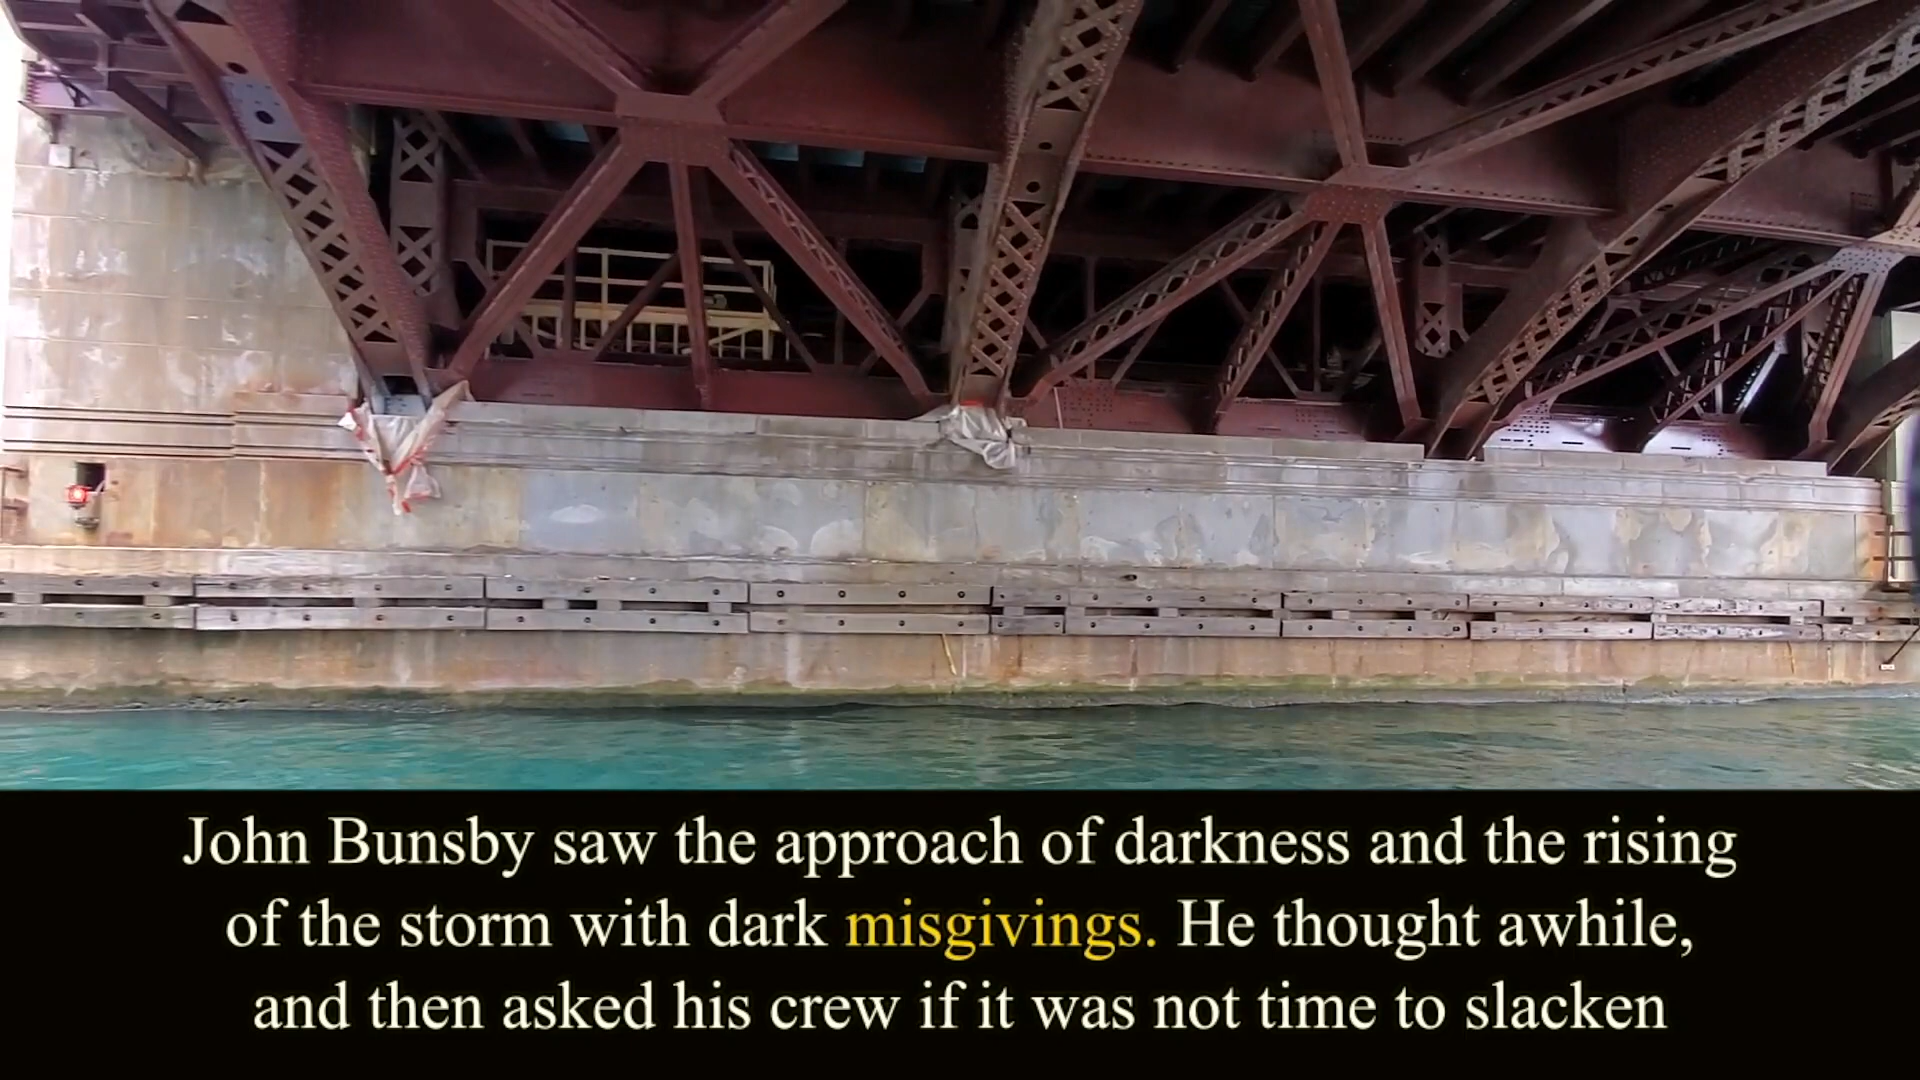 John Bunsby saw the approach of darkness and the rising
of the storm with dark misgivings. He thought awhile,
and then asked his crew if it was not time to slacken